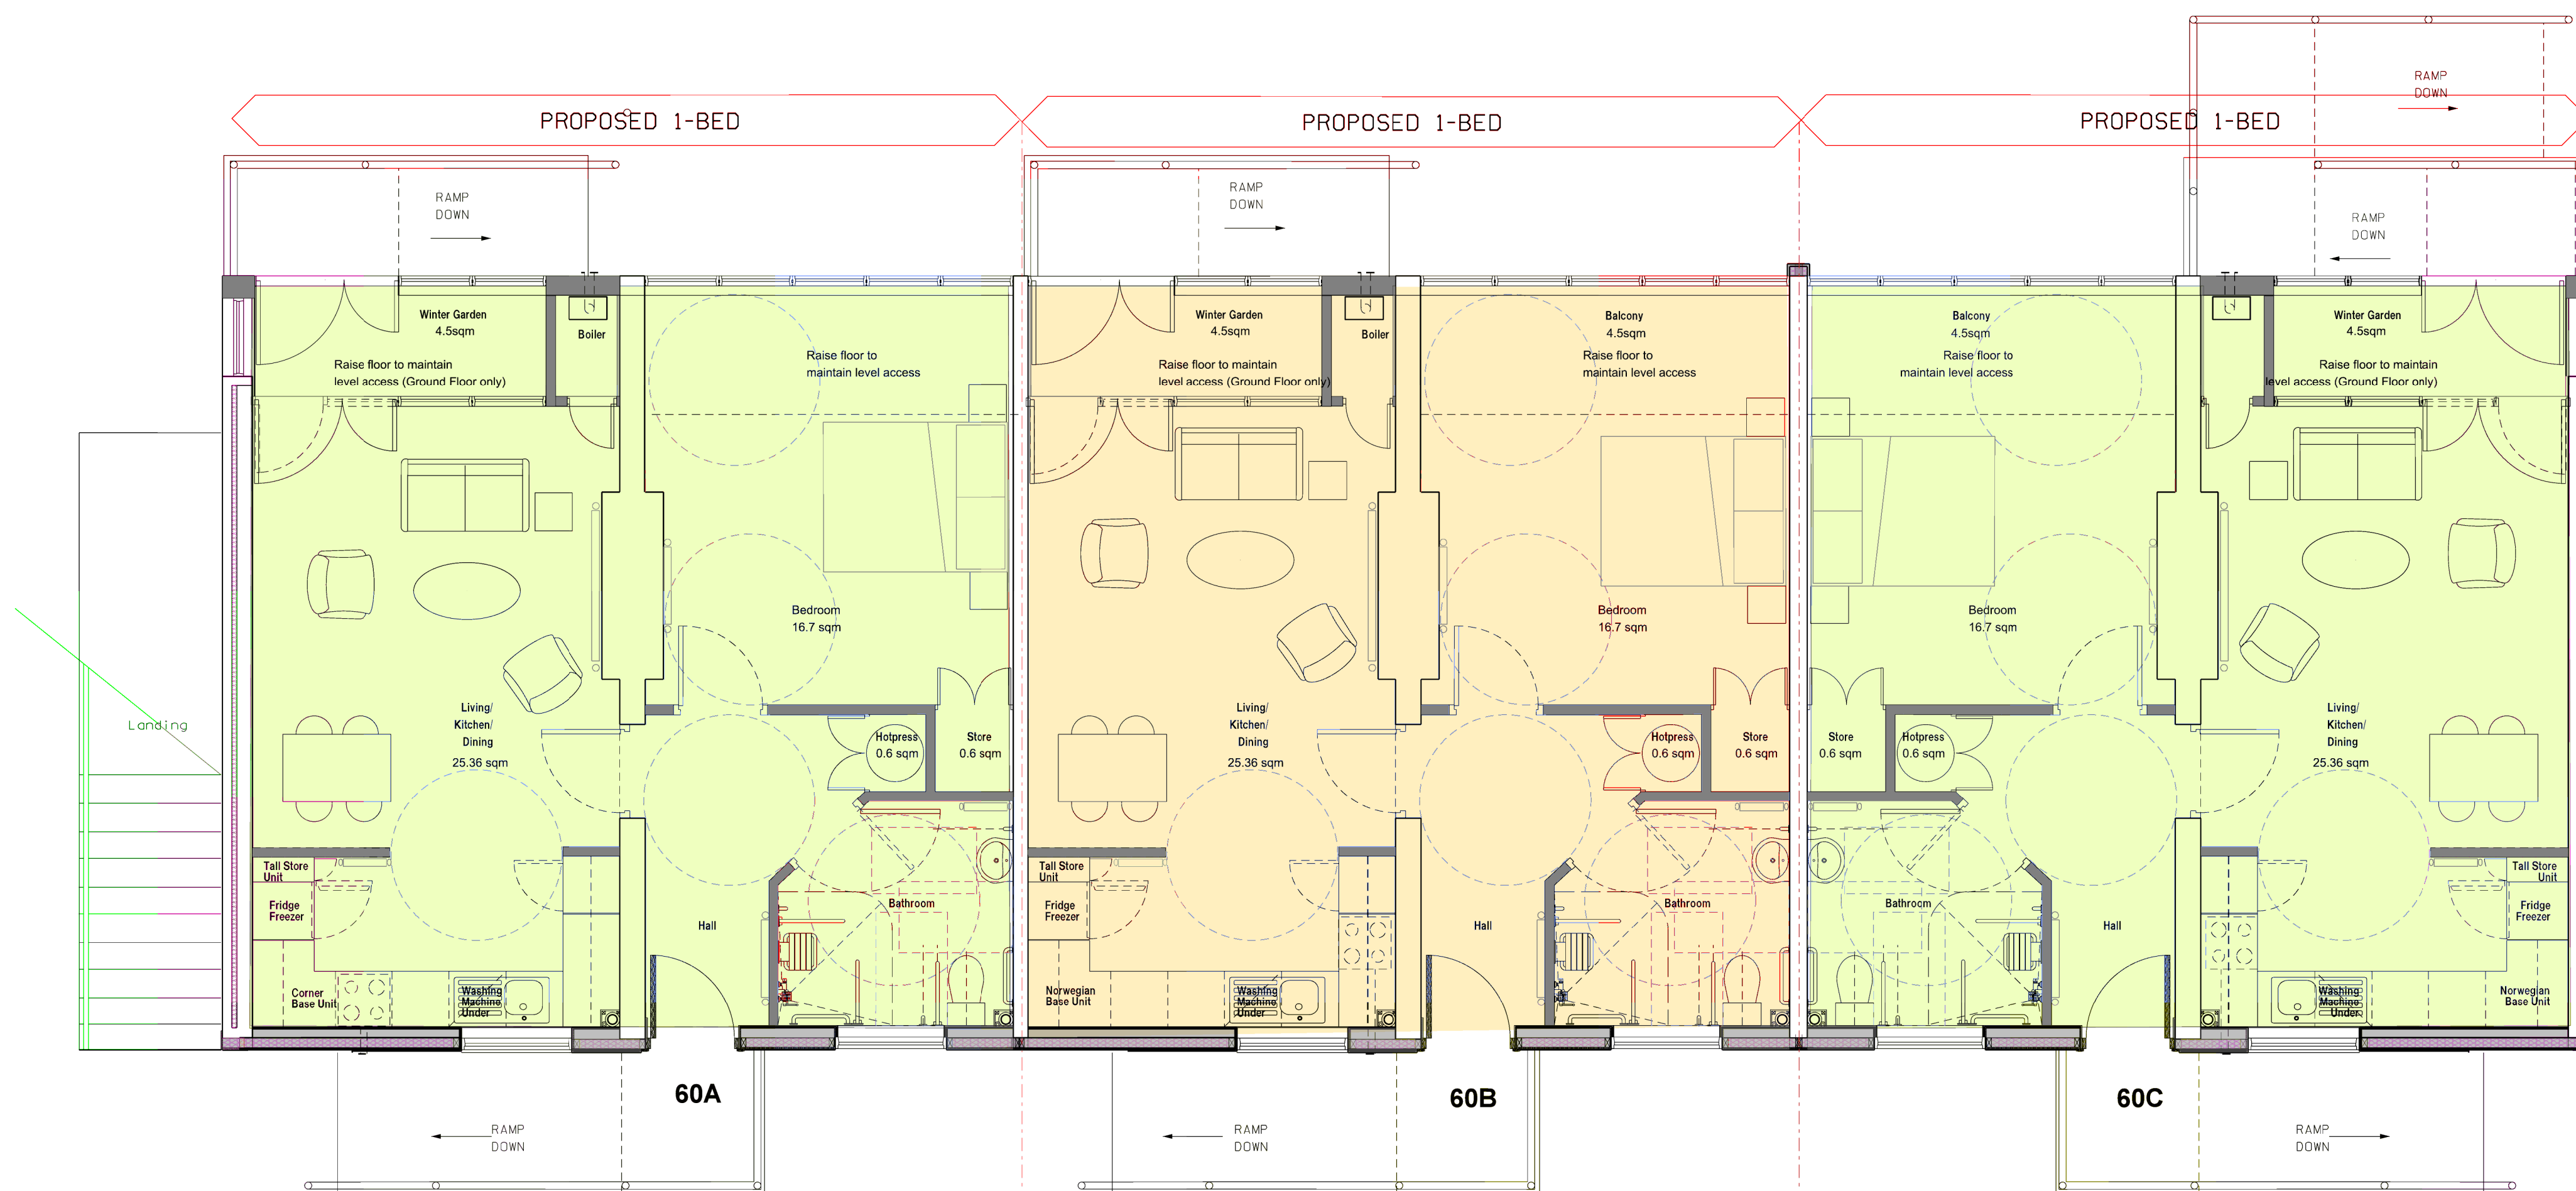 RAMP
DOWN
PROPOSED 1-BED
PROPOSED 1-BED
PROPOSED 1-BED
RAMP
DOWN
RAMP
DOWN
RAMP
DOWN
Winter Garden
4.5sqm
Boiler
Raise floor to maintain
level access (Ground Floor only)
Raise floor to
maintain level access
Winter Garden
4.5sqm
Boiler
Raise floor to maintain
level access (Ground Floor only)
Balcony
4.5sqm
Raise floor to
maintain level access
Balcony
4.5sqm
Raise floor to
maintain level access
Winter Garden
4.5sqm
Raise floor to maintain
level access (Ground Floor only)
Bedroom
16.7 sqm
Bedroom
16.7 sqm
Bedroom
16.7 sqm
Landing
Living/
Kitchen/
Dining
25.36 sqm
Hotpress
0.6 sqm
Store
0.6 sqm
Living/
Kitchen/
Dining
25.36 sqm
Hotpress
0.6 sqm
Store
0.6 sqm
Store
0.6 sqm
Hotpress
0.6 sqm
Living/
Kitchen/
Dining
25.36 sqm
Tall Store
Unit
Fridge
Freezer
Corner
Base Unit
Washing
Machine
Under
Hall
Bathroom
Tall Store
Unit
Fridge
Freezer
Norwegian
Base Unit
Washing
Machine
Under
Hall
Bathroom
Bathroom
Hall
Tall Store
Unit
Fridge
Freezer
Norwegian
Base Unit
Washing
Machine
Under
60A
60B
60C
RAMP
DOWN
RAMP
DOWN
RAMP
DOWN